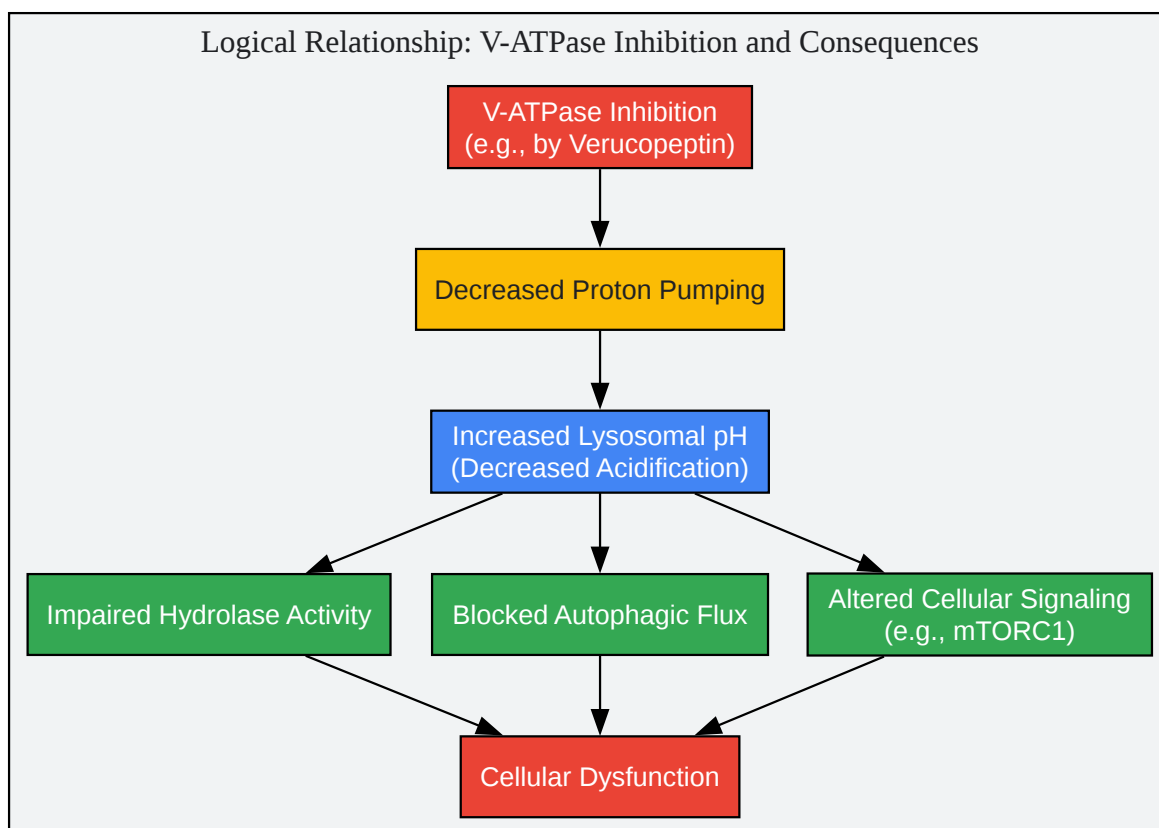 Logical Relationship: V-ATPase Inhibition and Consequences
V-ATPase Inhibition
(e.g., by Verucopeptin)
Decreased Proton Pumping
Increased Lysosomal pH
(Decreased Acidification)
Impaired Hydrolase Activity
Blocked Autophagic Flux
Altered Cellular Signaling
(e.g., mTORC1)
Cellular Dysfunction